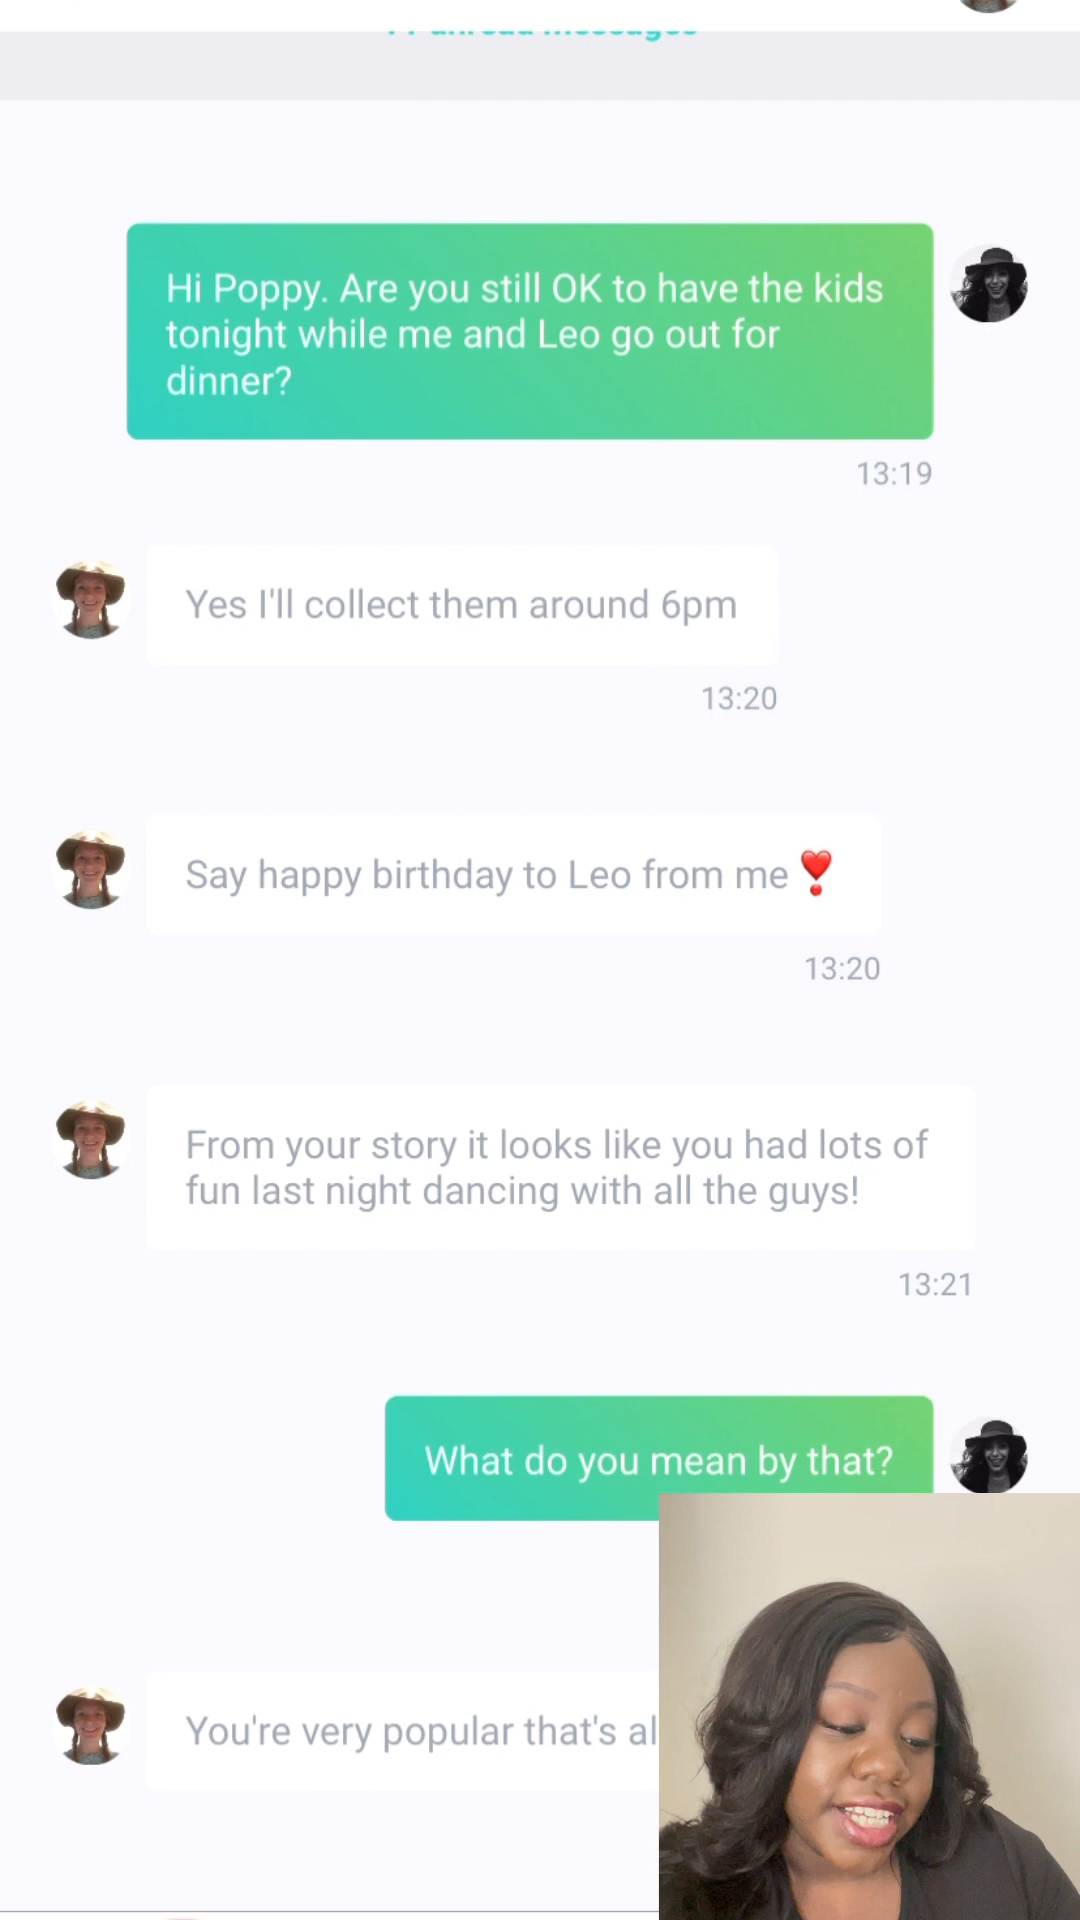 unread messages
Hi Poppy. Are you still OK to have the kids
tonight while me and Leo go out for
dinner?
13:19
Yes I'll collect them around 6pm
13:20
Say happy birthday to Leo from me
13:20
From your story it looks like you had lots of
fun last night dancing with all the guys!
13:21
What do you mean by that?
You're very popular that's